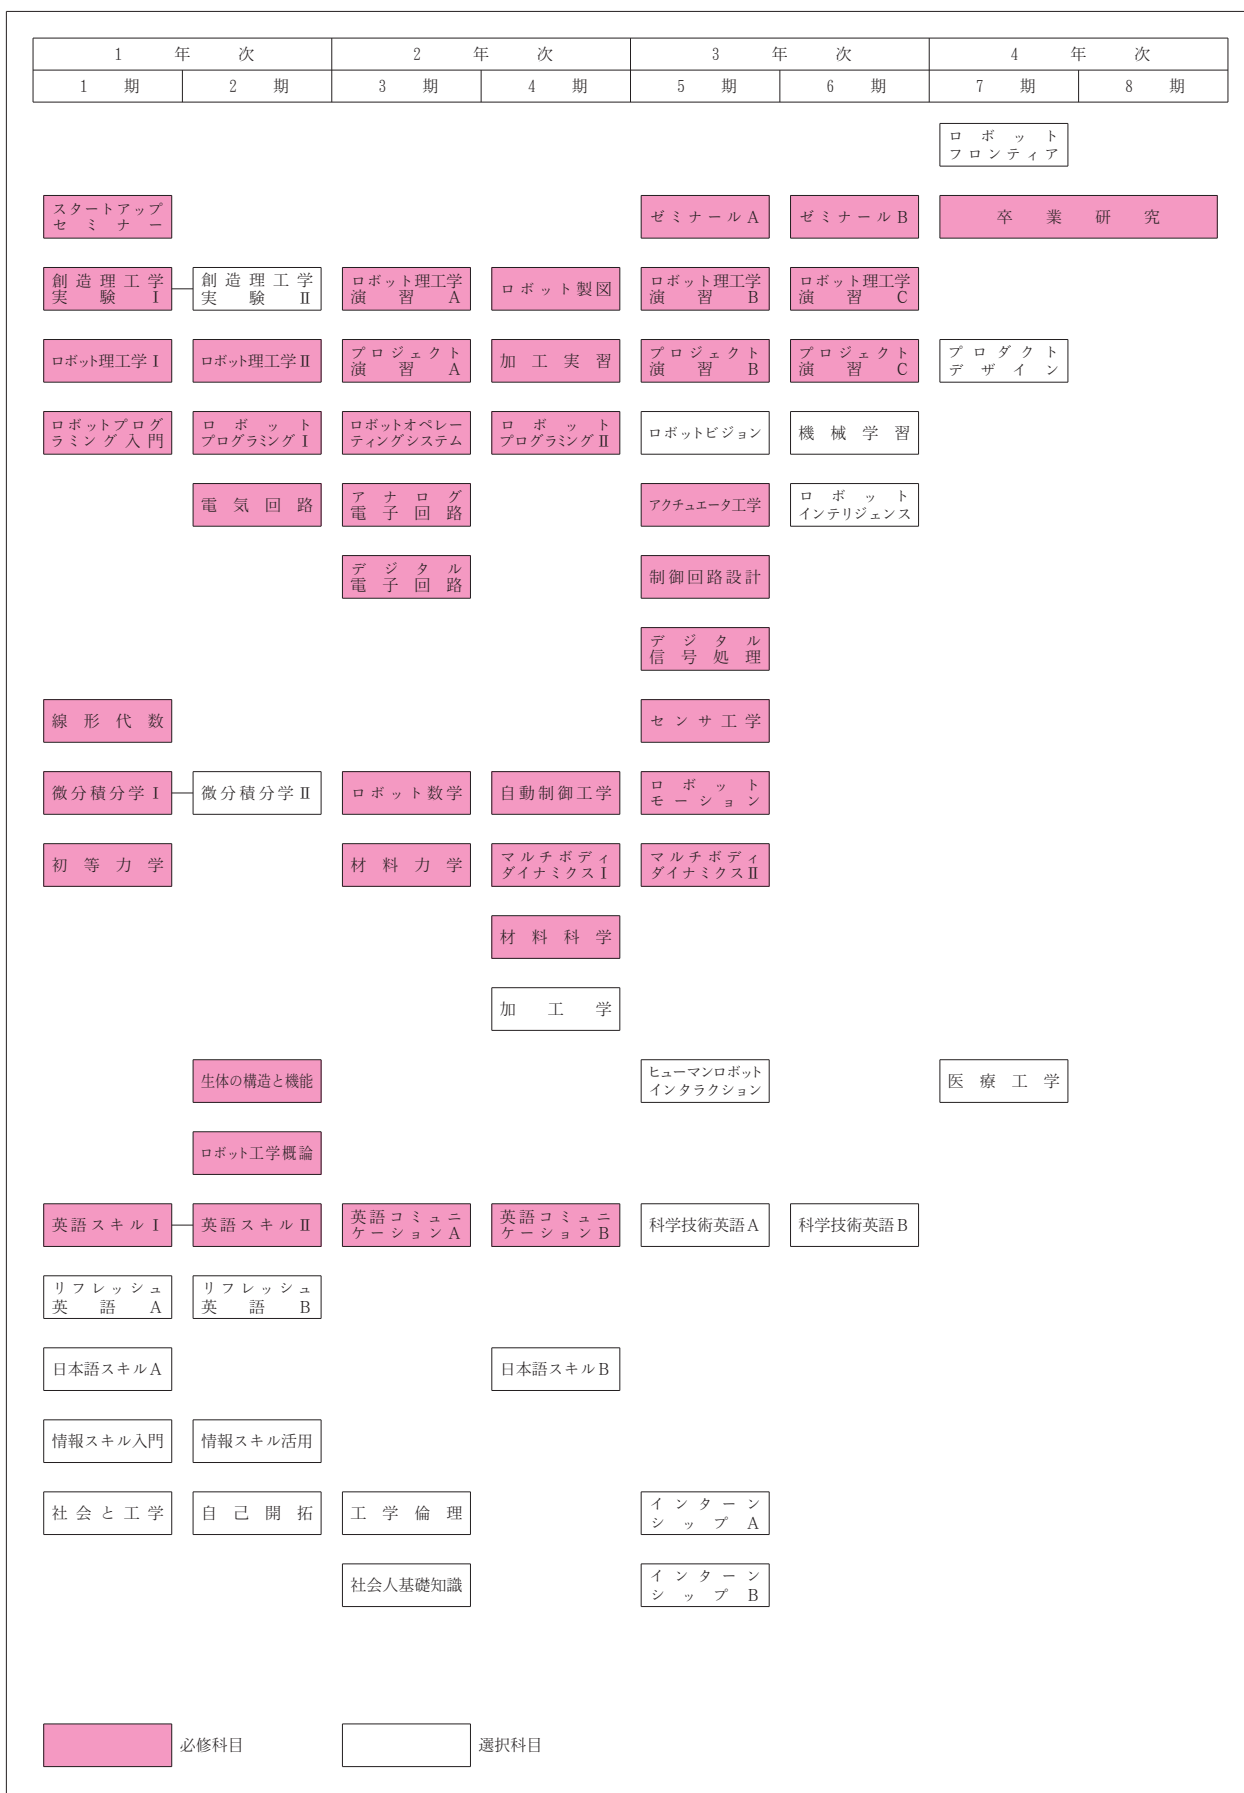 1 年 次 2 年 次 3 年 次 4 年 次
1 期 2 期 3 期 4 期 5 期 6 期 7 期 8 期
ロボット
フロンティア
スタートアップ
セミナー
ゼミナールA
ゼミナールB
卒業研究
創造理工学
実験Ⅰ
創造理工学
実験Ⅱ
ロボット理工学
演習A
ロボット製図
ロボット理工学
演習B
ロボット理工学
演習C
ロボット理工学Ⅰ
ロボット理工学Ⅱ
プロジェクト
演習A
加工実習
プロジェクト
演習B
プロジェクト
演習C
プロダクト
デザイン
ロボットプログ
ラミング入門
ロボット
プログラミングⅠ
ロボットオペレー
ティングシステム
ロボット
プログラミングⅡ
ロボットビジョン
機械学習
電気回路
アナログ
電子回路
アクチュエータ工学
ロボット
インテリジェンス
デジタル
電子回路
制御回路設計
デジタル
信号処理
線形代数
センサ工学
微分積分学Ⅰ
微分積分学Ⅱ
ロボット数学
自動制御工学
ロボット
モーション
初等力学
材料力学
マルチボディ
ダイナミクスⅠ
マルチボディ
ダイナミクスⅡ
材料科学
加工学
生体の構造と機能
ヒューマンロボット
インタラクション
医療工学
ロボット工学概論
英語スキルⅠ
英語スキルⅡ
英語コミュニ
ケーションA
英語コミュニ
ケーションB
科学技術英語A
科学技術英語B
リフレッシュ
英語A
リフレッシュ
英語B
日本語スキルA
日本語スキルB
情報スキル入門
情報スキル活用
社会と工学
自己開拓
工学倫理
インターン
シップA
社会人基礎知識
インターン
シップB
必修科目
選択科目